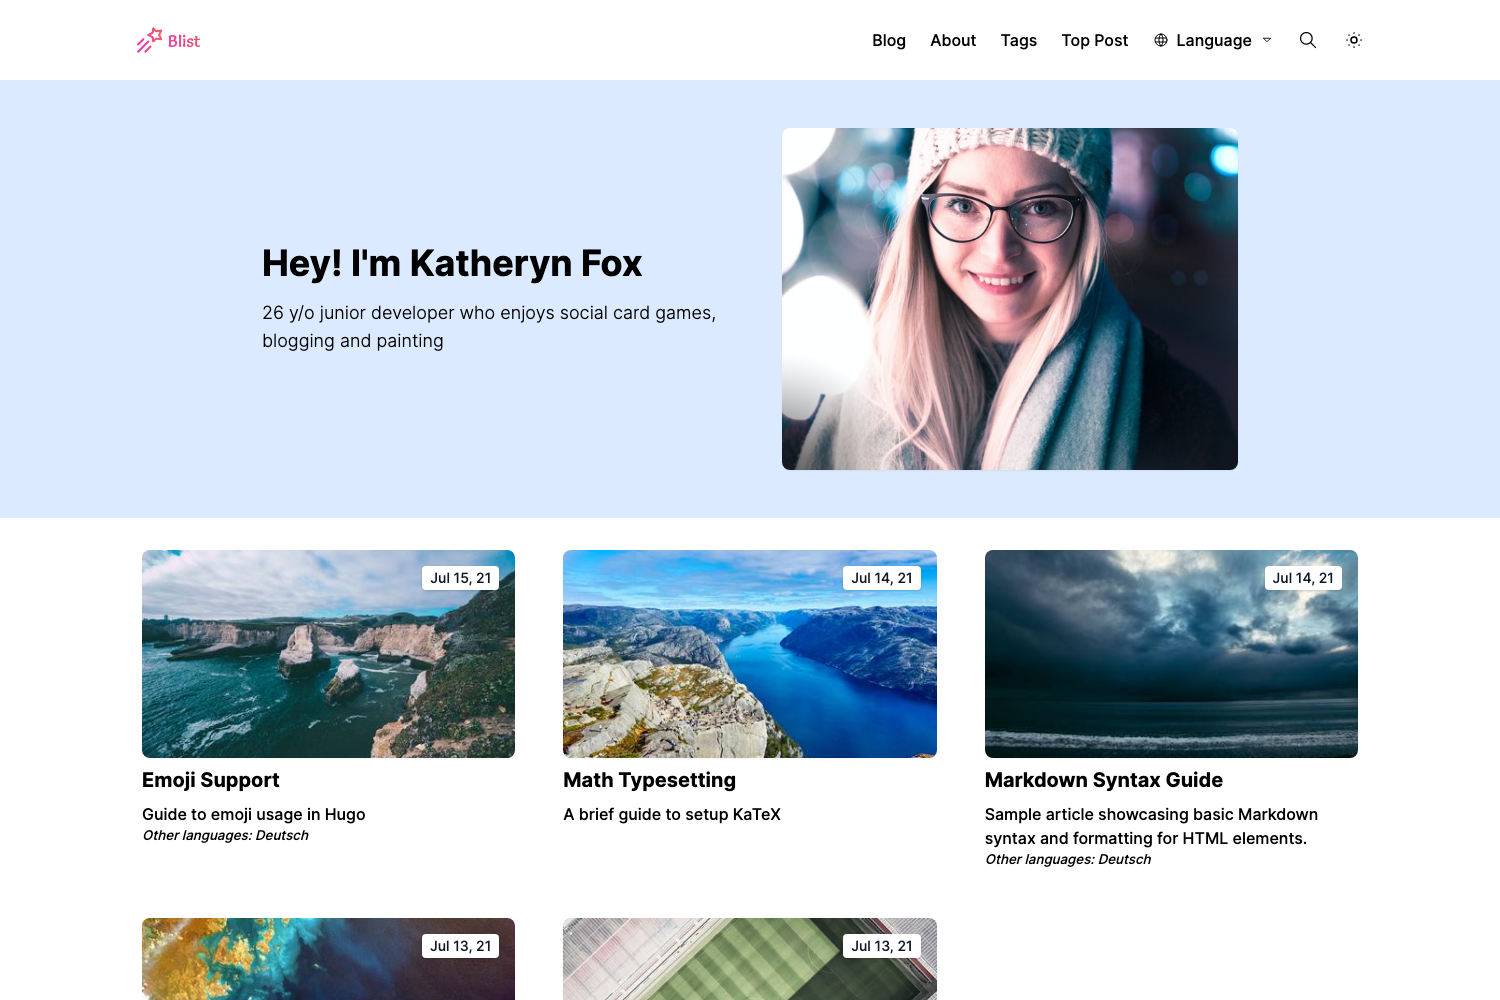 Blist
Blog
About
Tags
Top Post
Language
Hey! I'm Katheryn Fox
26 y/o junior developer who enjoys social card games,
blogging and painting
Jul 15, 21
Jul 14, 21
Jul 14, 21
Emoji Support
Guide to emoji usage in Hugo
Other languages: Deutsch
Math Typesetting
A brief guide to setup KaTeX
Markdown Syntax Guide
Sample article showcasing basic Markdown
syntax and formatting for HTML elements.
Other languages: Deutsch
Jul 13, 21
Jul 13, 21